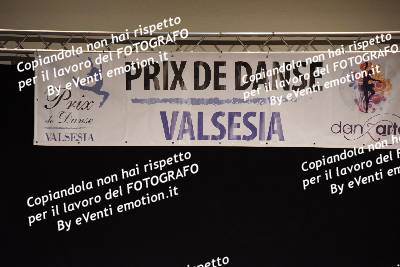 Copiandola non hai rispetto
per il lavoro del FOTOGRAFO
By eVenti emotion.it
PRIX DE DANSE
VALSESIA
Prix
de Danse
VALSESIA
Copiandola non hai rispetto
per il lavoro del FOTOGRAFO
By eVenti emotion.it
dan arte
Copiandola non hai rispetto
per il lavoro del FOTOGRAFO
By eVenti emotion.it
Copiandola non hai
per il lavoro del
By eVenti emotion
rispetto